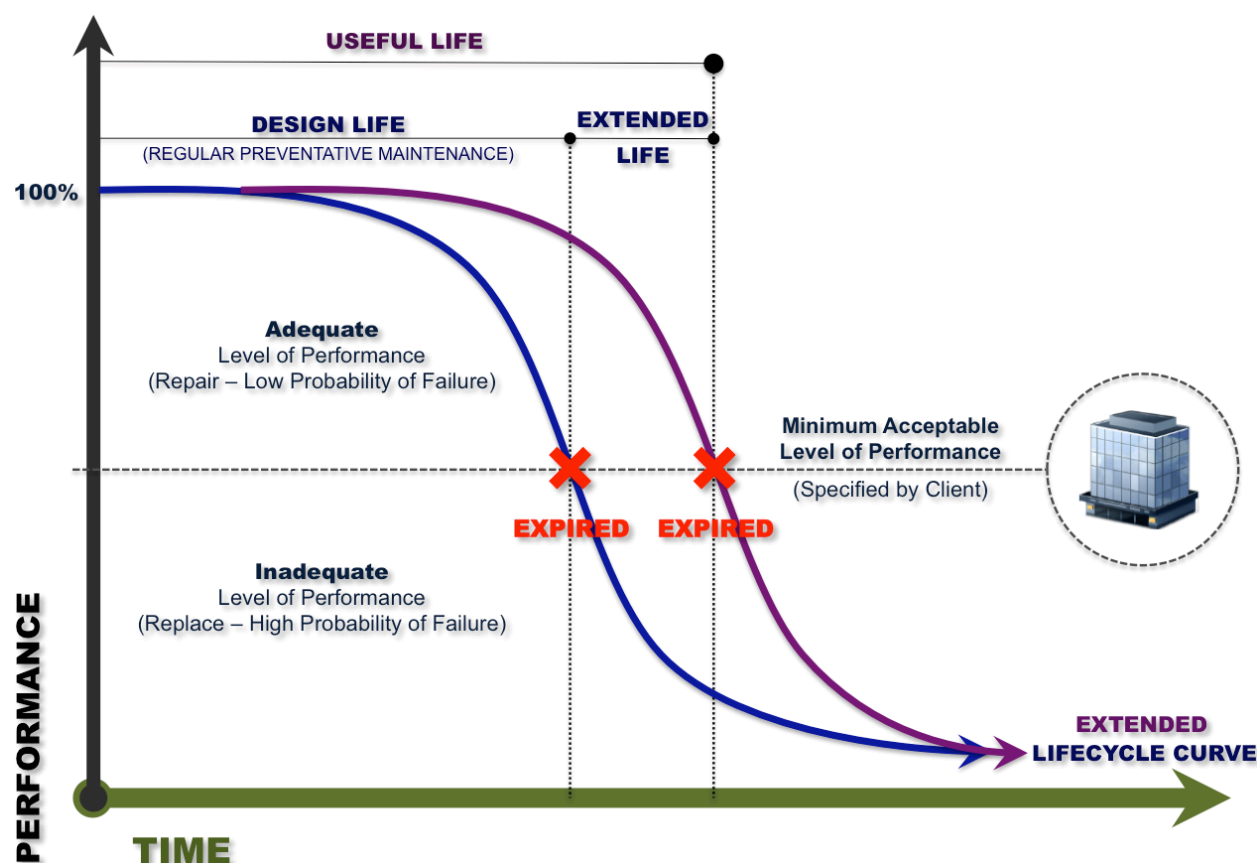 USEFUL LIFE
DESIGN LIFE
(REGULAR PREVENTATIVE MAINTENANCE)
EXTENDED
LIFE
100%
Adequate
Level of Performance
(Repair – Low Probability of Failure)
Minimum Acceptable
Level of Performance
(Specified by Client)
EXPIRED
EXPIRED
Inadequate
Level of Performance
(Replace – High Probability of Failure)
EXTENDED
LIFECYCLE CURVE
PERFORMANCE
TIME